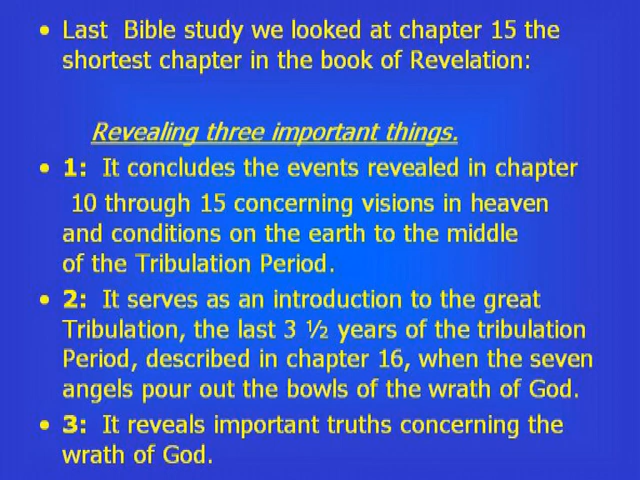 • Last  Bible study we looked at chapter 15 the
shortest chapter in the book of Revelation:
Revealing three important things.
• 1:  It concludes the events revealed in chapter
10 through 15 concerning visions in heaven
and conditions on the earth to the middle
of the Tribulation Period.
• 2:  It serves as an introduction to the great
Tribulation, the last 3 ½ years of the tribulation
Period, described in chapter 16, when the seven
angels pour out the bowls of the wrath of God.
• 3:  It reveals important truths concerning the
wrath of God.